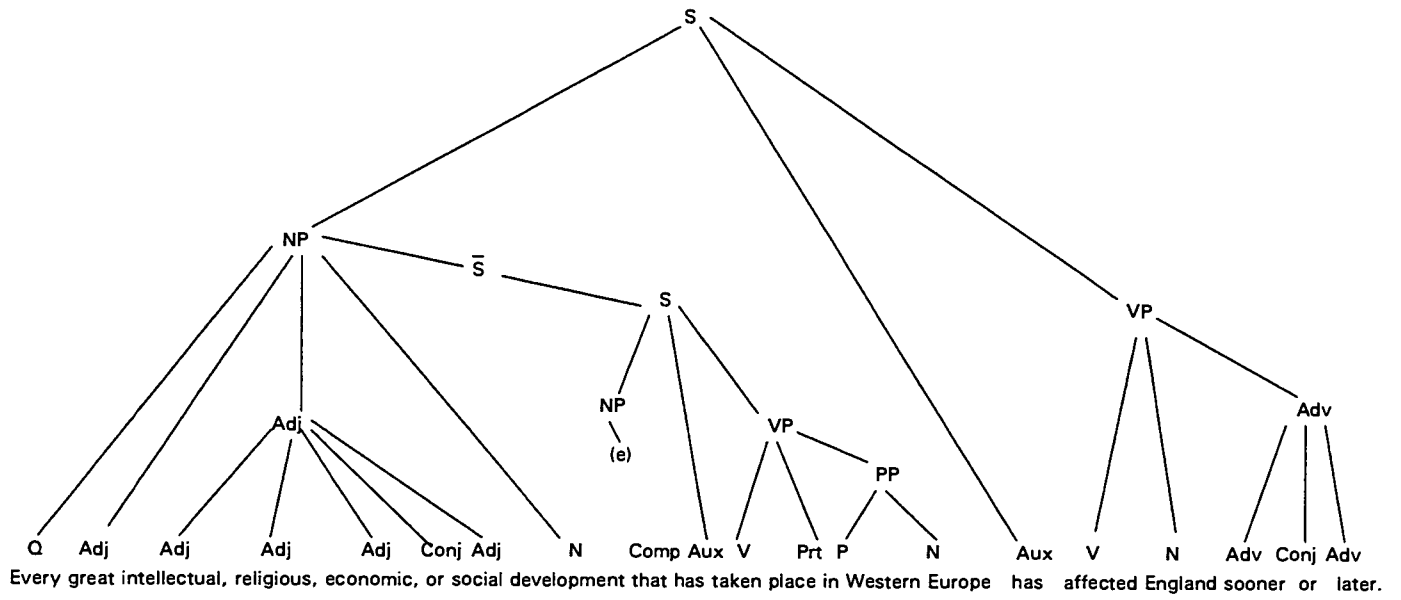 S
NP
S̅
S
VP
NP
Adj
Adj
VP
Adv
(e)
PP
Q Adj Adj Adj Adj Conj Adj N Comp Aux V Prt P N Aux V N Adv Conj Adv
Every great intellectual, religious, economic, or social development that has taken place in Western Europe has affected England sooner or later.